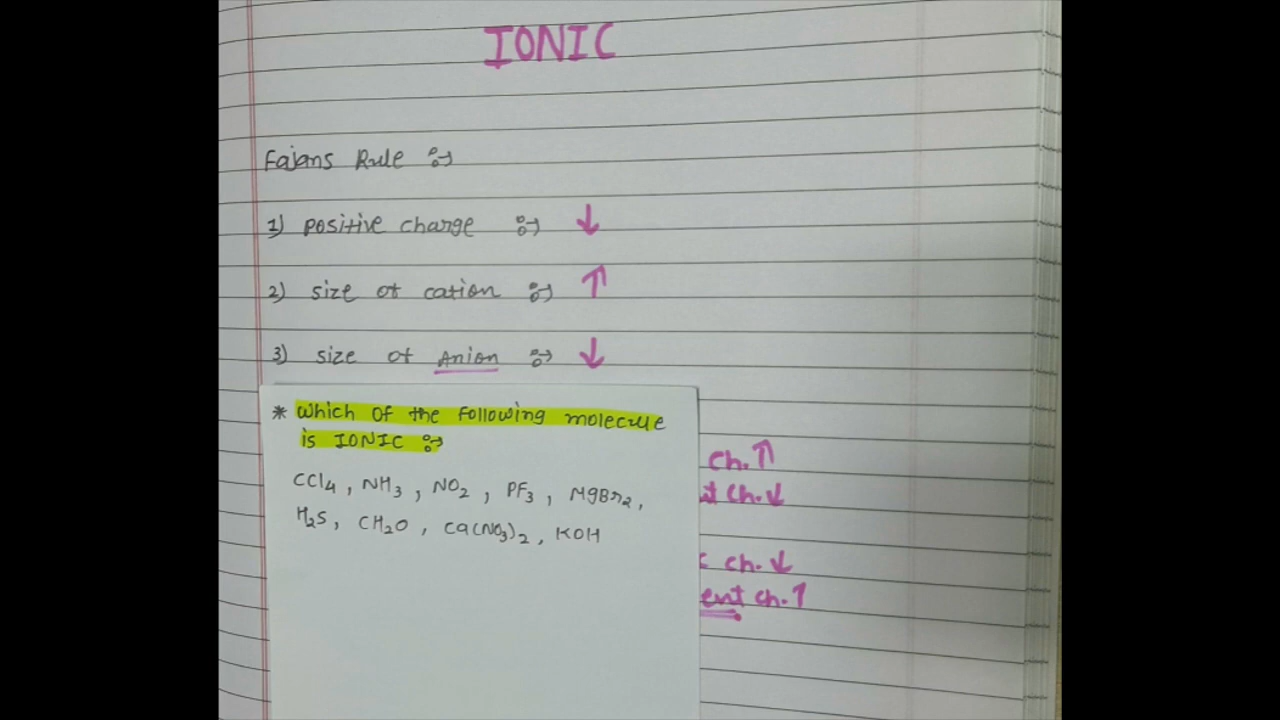 IONIC
Fajans Rule :→
1) positive charge :→ ↓
2) size of cation :→ ↑
3) size of Anion :→ ↓
* Which of the following molecule
is IONIC :→
CCl4, NH3, NO2, PF3, MgBr2,
H2S, CH2O, Ca(NO3)2, KOH
ch. ↑
ch. ↓
ch. ↓
ent ch. ↑